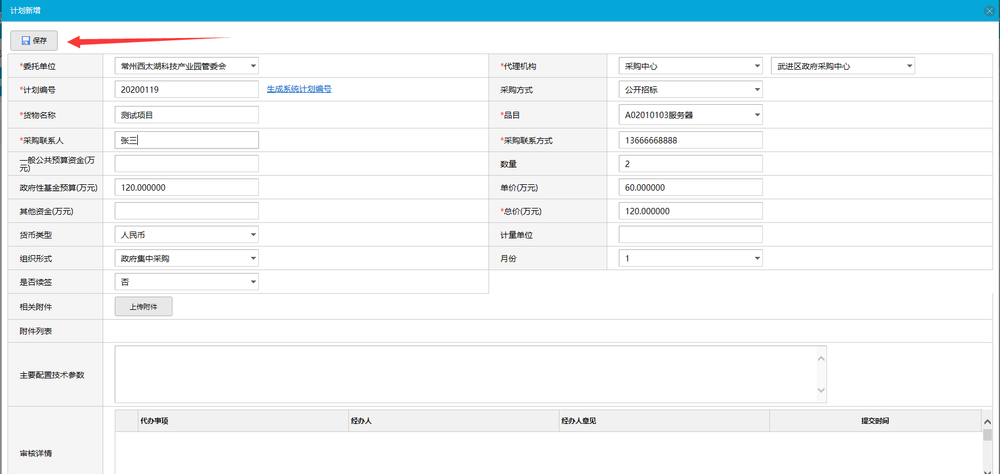 计划新增
保存
*委托单位 常州西太湖科技产业园管委会 *代理机构 采购中心 武进区政府采购中心
*计划编号 20200119 生成系统计划编号 采购方式 公开招标
*货物名称 测试项目 *品目 A02010103服务器
*采购联系人 张三 *采购联系方式 13666668888
一般公共预算资金(万
元) 数量 2
政府性基金预算(万元) 120.000000 单价(万元) 60.000000
其他资金(万元) *总价(万元) 120.000000
货币类型 人民币 计量单位
组织形式 政府集中采购 月份 1
是否续签 否
相关附件 上传附件
附件列表
主要配置技术参数
代办事项 经办人 经办人意见 提交时间
审核详情